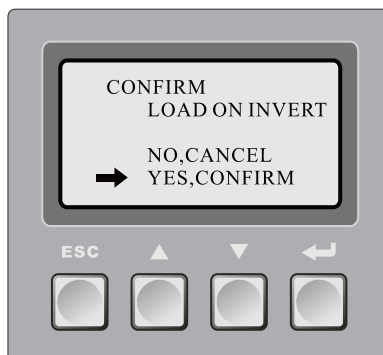 CONFIRM
LOAD ON INVERT
NO,CANCEL
YES,CONFIRM
ESC